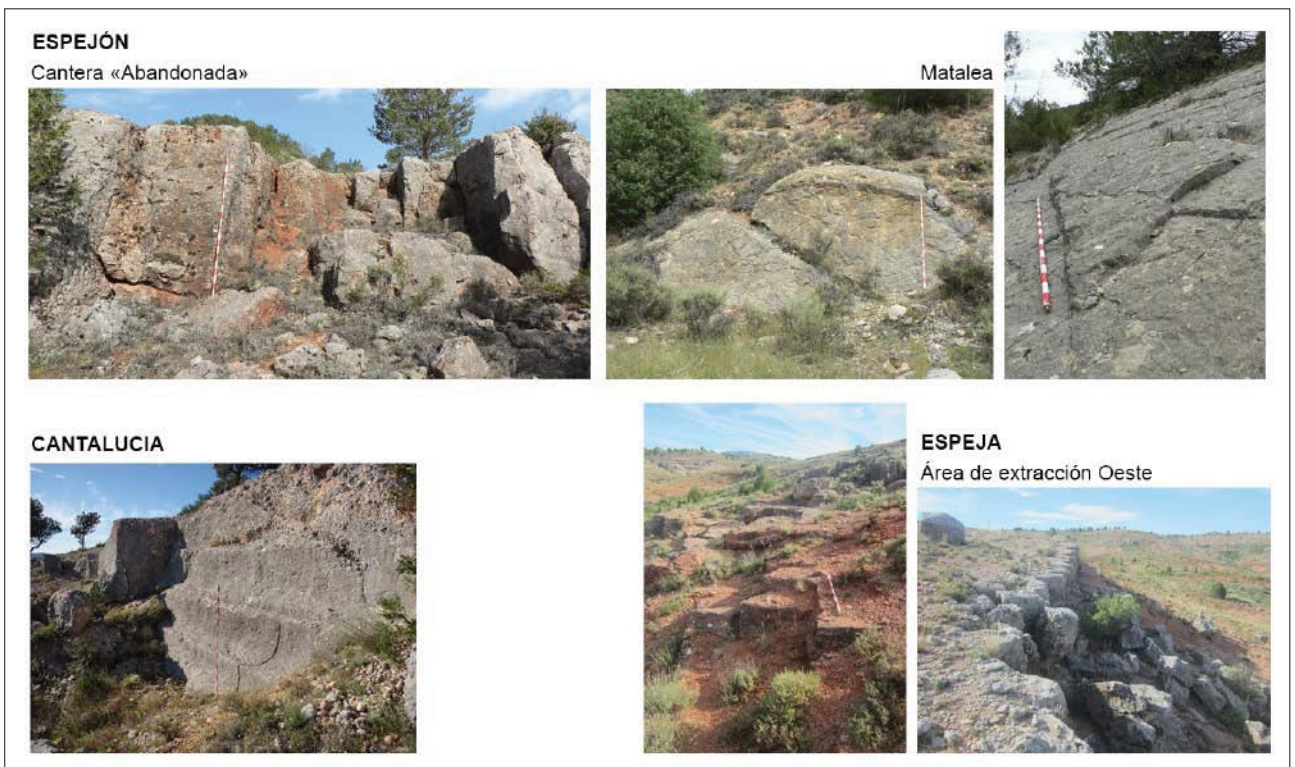 ESPEJÓN
Cantera «Abandonada»
Matalea
CANTALUCIA
ESPEJA
Área de extracción Oeste